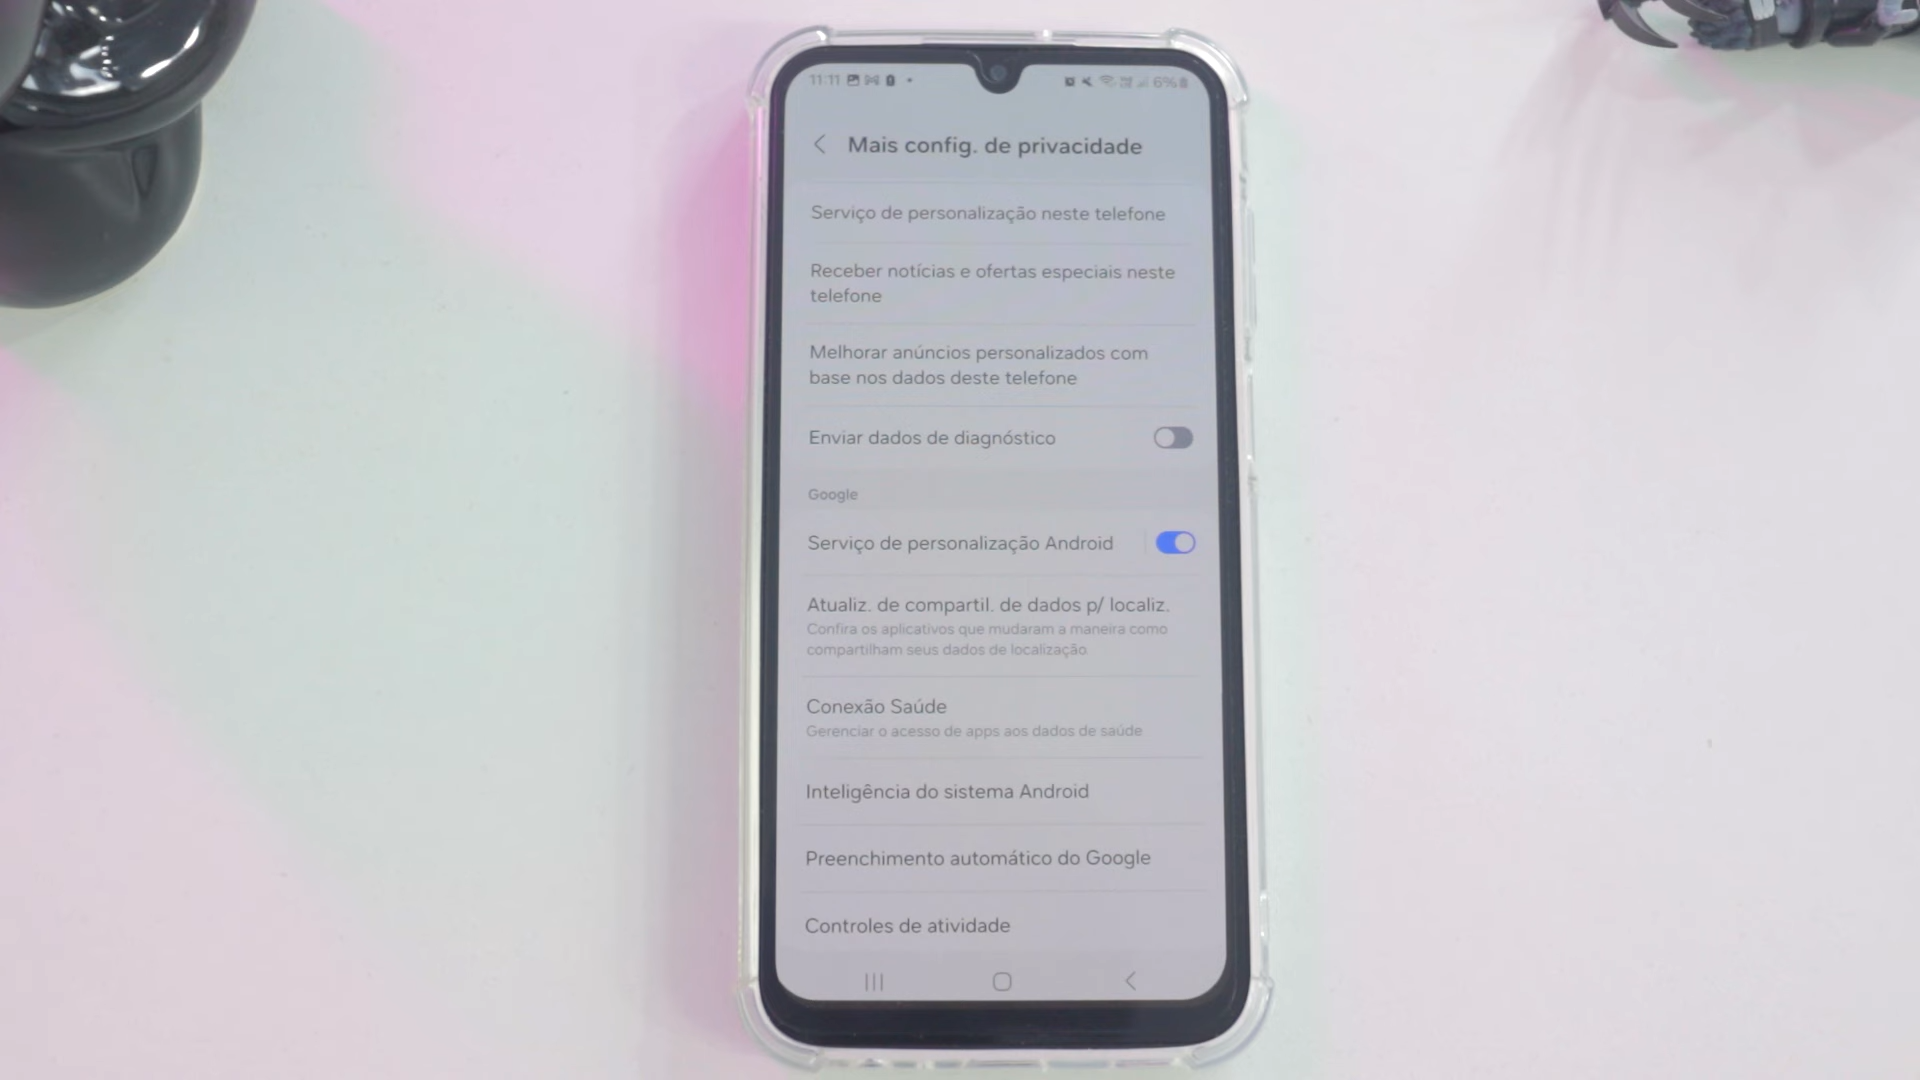 11:11
6%
Mais config. de privacidade
Serviço de personalização neste telefone
Receber notícias e ofertas especiais neste
telefone
Melhorar anúncios personalizados com
base nos dados deste telefone
Enviar dados de diagnóstico
Google
Serviço de personalização Android
Atualiz. de compartil. de dados p/ localiz.
Confira os aplicativos que mudaram a maneira como
compartilham seus dados de localização
Conexão Saúde
Gerenciar o acesso de apps aos dados de saúde
Inteligência do sistema Android
Preenchimento automático do Google
Controles de atividade